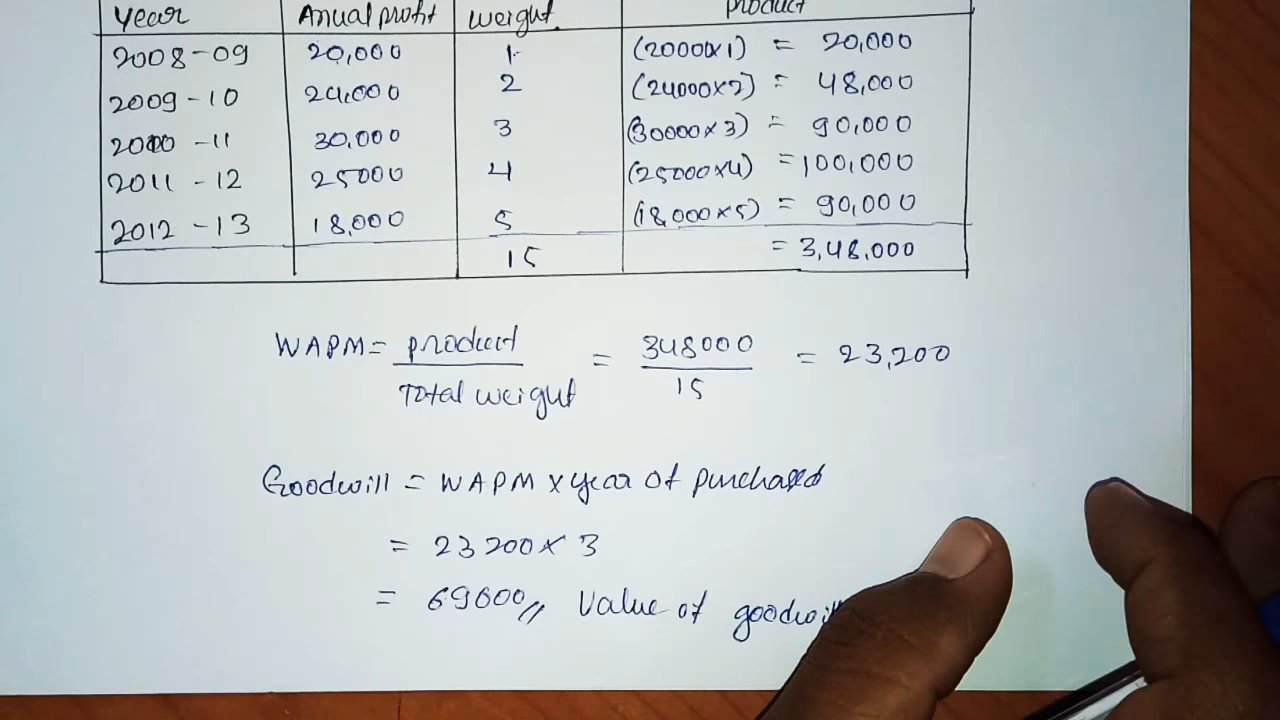 Year Anual profit weight product
2008-09 20,000 1 (20000x1) = 20,000
2009-10 24,000 2 (24000x2) = 48,000
2010-11 30,000 3 (30000x3) = 90,000
2011-12 25000 4 (25000x4) =100,000
2012-13 18,000 5 (18,000x5) = 90,000
15 = 3,48,000
WAPM= product / Total weight = 348000 / 15 = 23,200
Goodwill = WAPM x year of purchased
= 23200x 3
= 69600// Value of goodwill